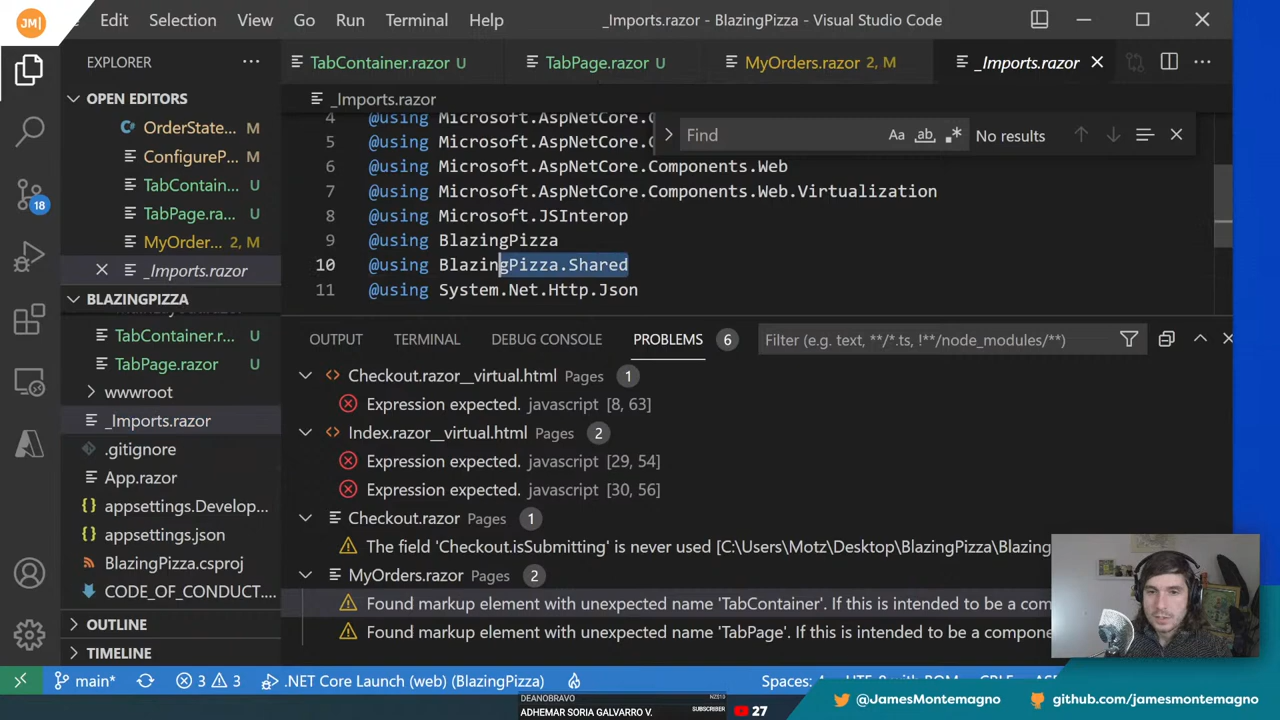 JM
Edit Selection View Go Run Terminal Help
_Imports.razor - BlazingPizza - Visual Studio Code
EXPLORER
TabContainer.razor U
TabPage.razor U
MyOrders.razor 2, M
_Imports.razor
OPEN EDITORS
OrderState... M
ConfigureP... M
TabContain... U
TabPage.ra... U
MyOrder... 2, M
_Imports.razor
18
BLAZINGPIZZA
TabContainer.r... U
TabPage.razor U
wwwroot
_Imports.razor
.gitignore
App.razor
appsettings.Develop...
appsettings.json
BlazingPizza.csproj
CODE_OF_CONDUCT....
OUTLINE
TIMELINE
_Imports.razor
Find Aa ab No results
4 @using Microsoft.AspNetCore.C
5 @using Microsoft.AspNetCore.C
6 @using Microsoft.AspNetCore.Components.Web
7 @using Microsoft.AspNetCore.Components.Web.Virtualization
8 @using Microsoft.JSInterop
9 @using BlazingPizza
10 @using BlazingPizza.Shared
11 @using System.Net.Http.Json
OUTPUT TERMINAL DEBUG CONSOLE PROBLEMS 6 Filter (e.g. text, **/*.ts, !**/node_modules/**)
Checkout.razor__virtual.html Pages 1
Expression expected. javascript [8, 63]
Index.razor__virtual.html Pages 2
Expression expected. javascript [29, 54]
Expression expected. javascript [30, 56]
Checkout.razor Pages 1
The field 'Checkout.isSubmitting' is never used [C:\Users\Motz\Desktop\BlazingPizza\Blazing
MyOrders.razor Pages 2
Found markup element with unexpected name 'TabContainer'. If this is intended to be a com
Found markup element with unexpected name 'TabPage'. If this is intended to be a compone
main* 3 3 .NET Core Launch (web) (BlazingPizza)
DEANOBRAVO NZ$10
ADHEMAR SORIA GALVARRO V. SUBSCRIBER 27
@JamesMontemagno github.com/jamesmontemagno